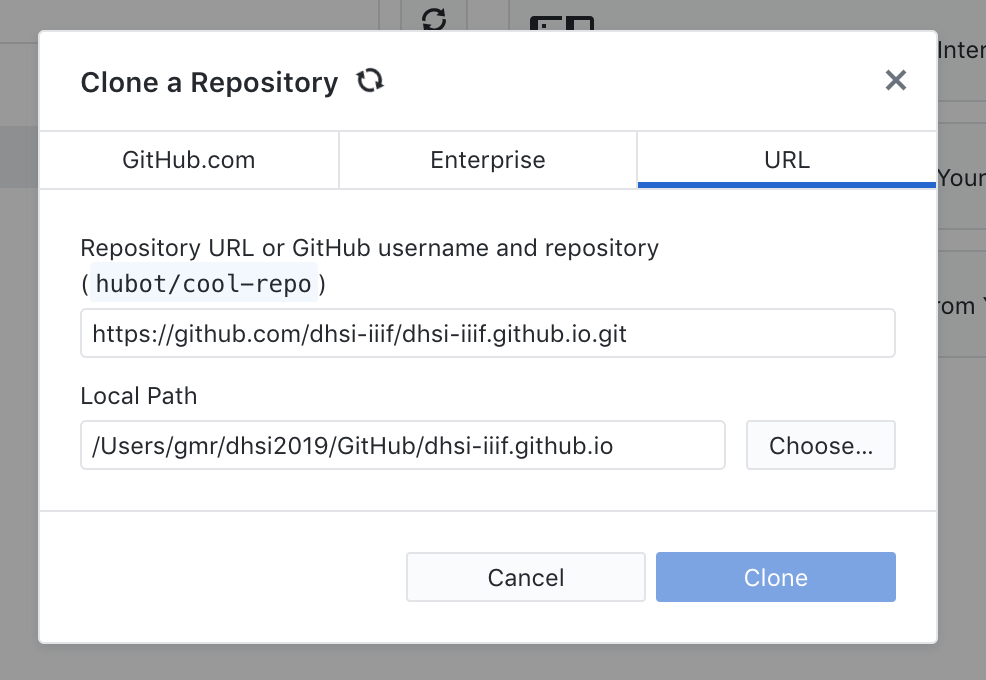 Clone a Repository
GitHub.com
Enterprise
URL
Repository URL or GitHub username and repository
(hubot/cool-repo)
https://github.com/dhsi-iiif/dhsi-iiif.github.io.git
Local Path
/Users/gmr/dhsi2019/GitHub/dhsi-iiif.github.io
Choose...
Cancel
Clone
Your